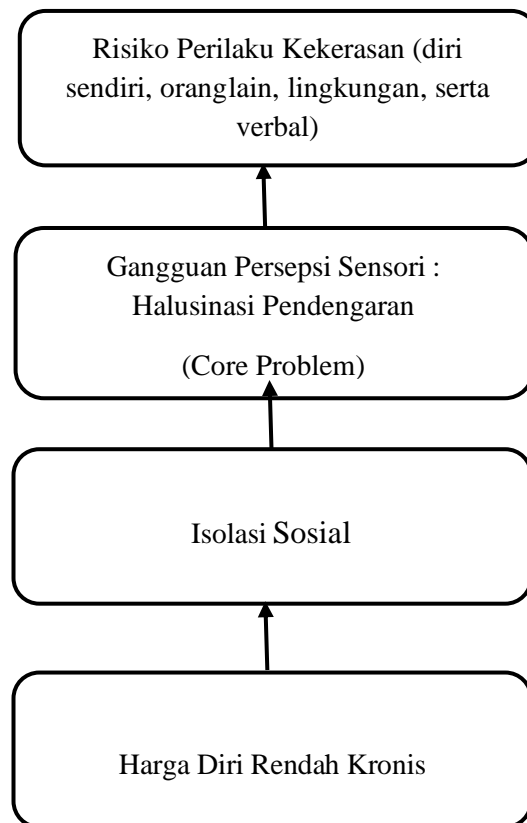 Risiko Perilaku Kekerasan (diri
sendiri, oranglain, lingkungan, serta
verbal)
Gangguan Persepsi Sensori :
Halusinasi Pendengaran
(Core Problem)
Isolasi Sosial
Harga Diri Rendah Kronis